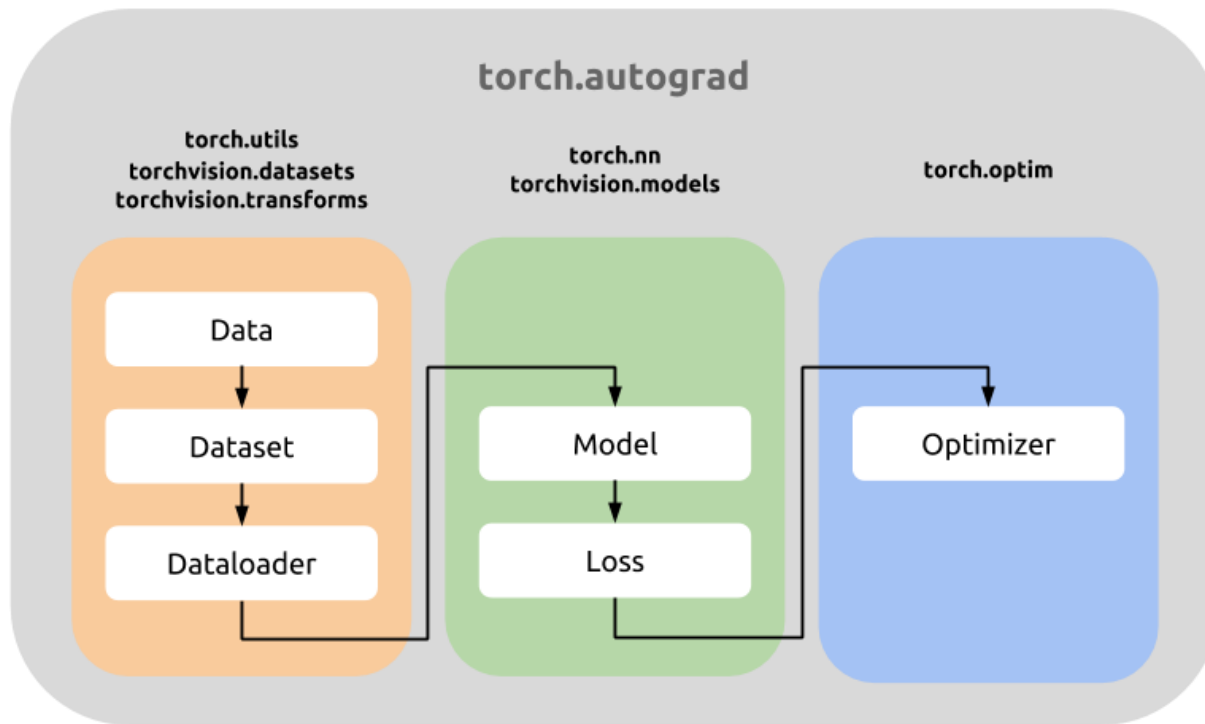 torch.autograd
torch.utils
torchvision.datasets
torchvision.transforms
Data
Dataset
Dataloader
torch.nn
torchvision.models
Model
Loss
torch.optim
Optimizer